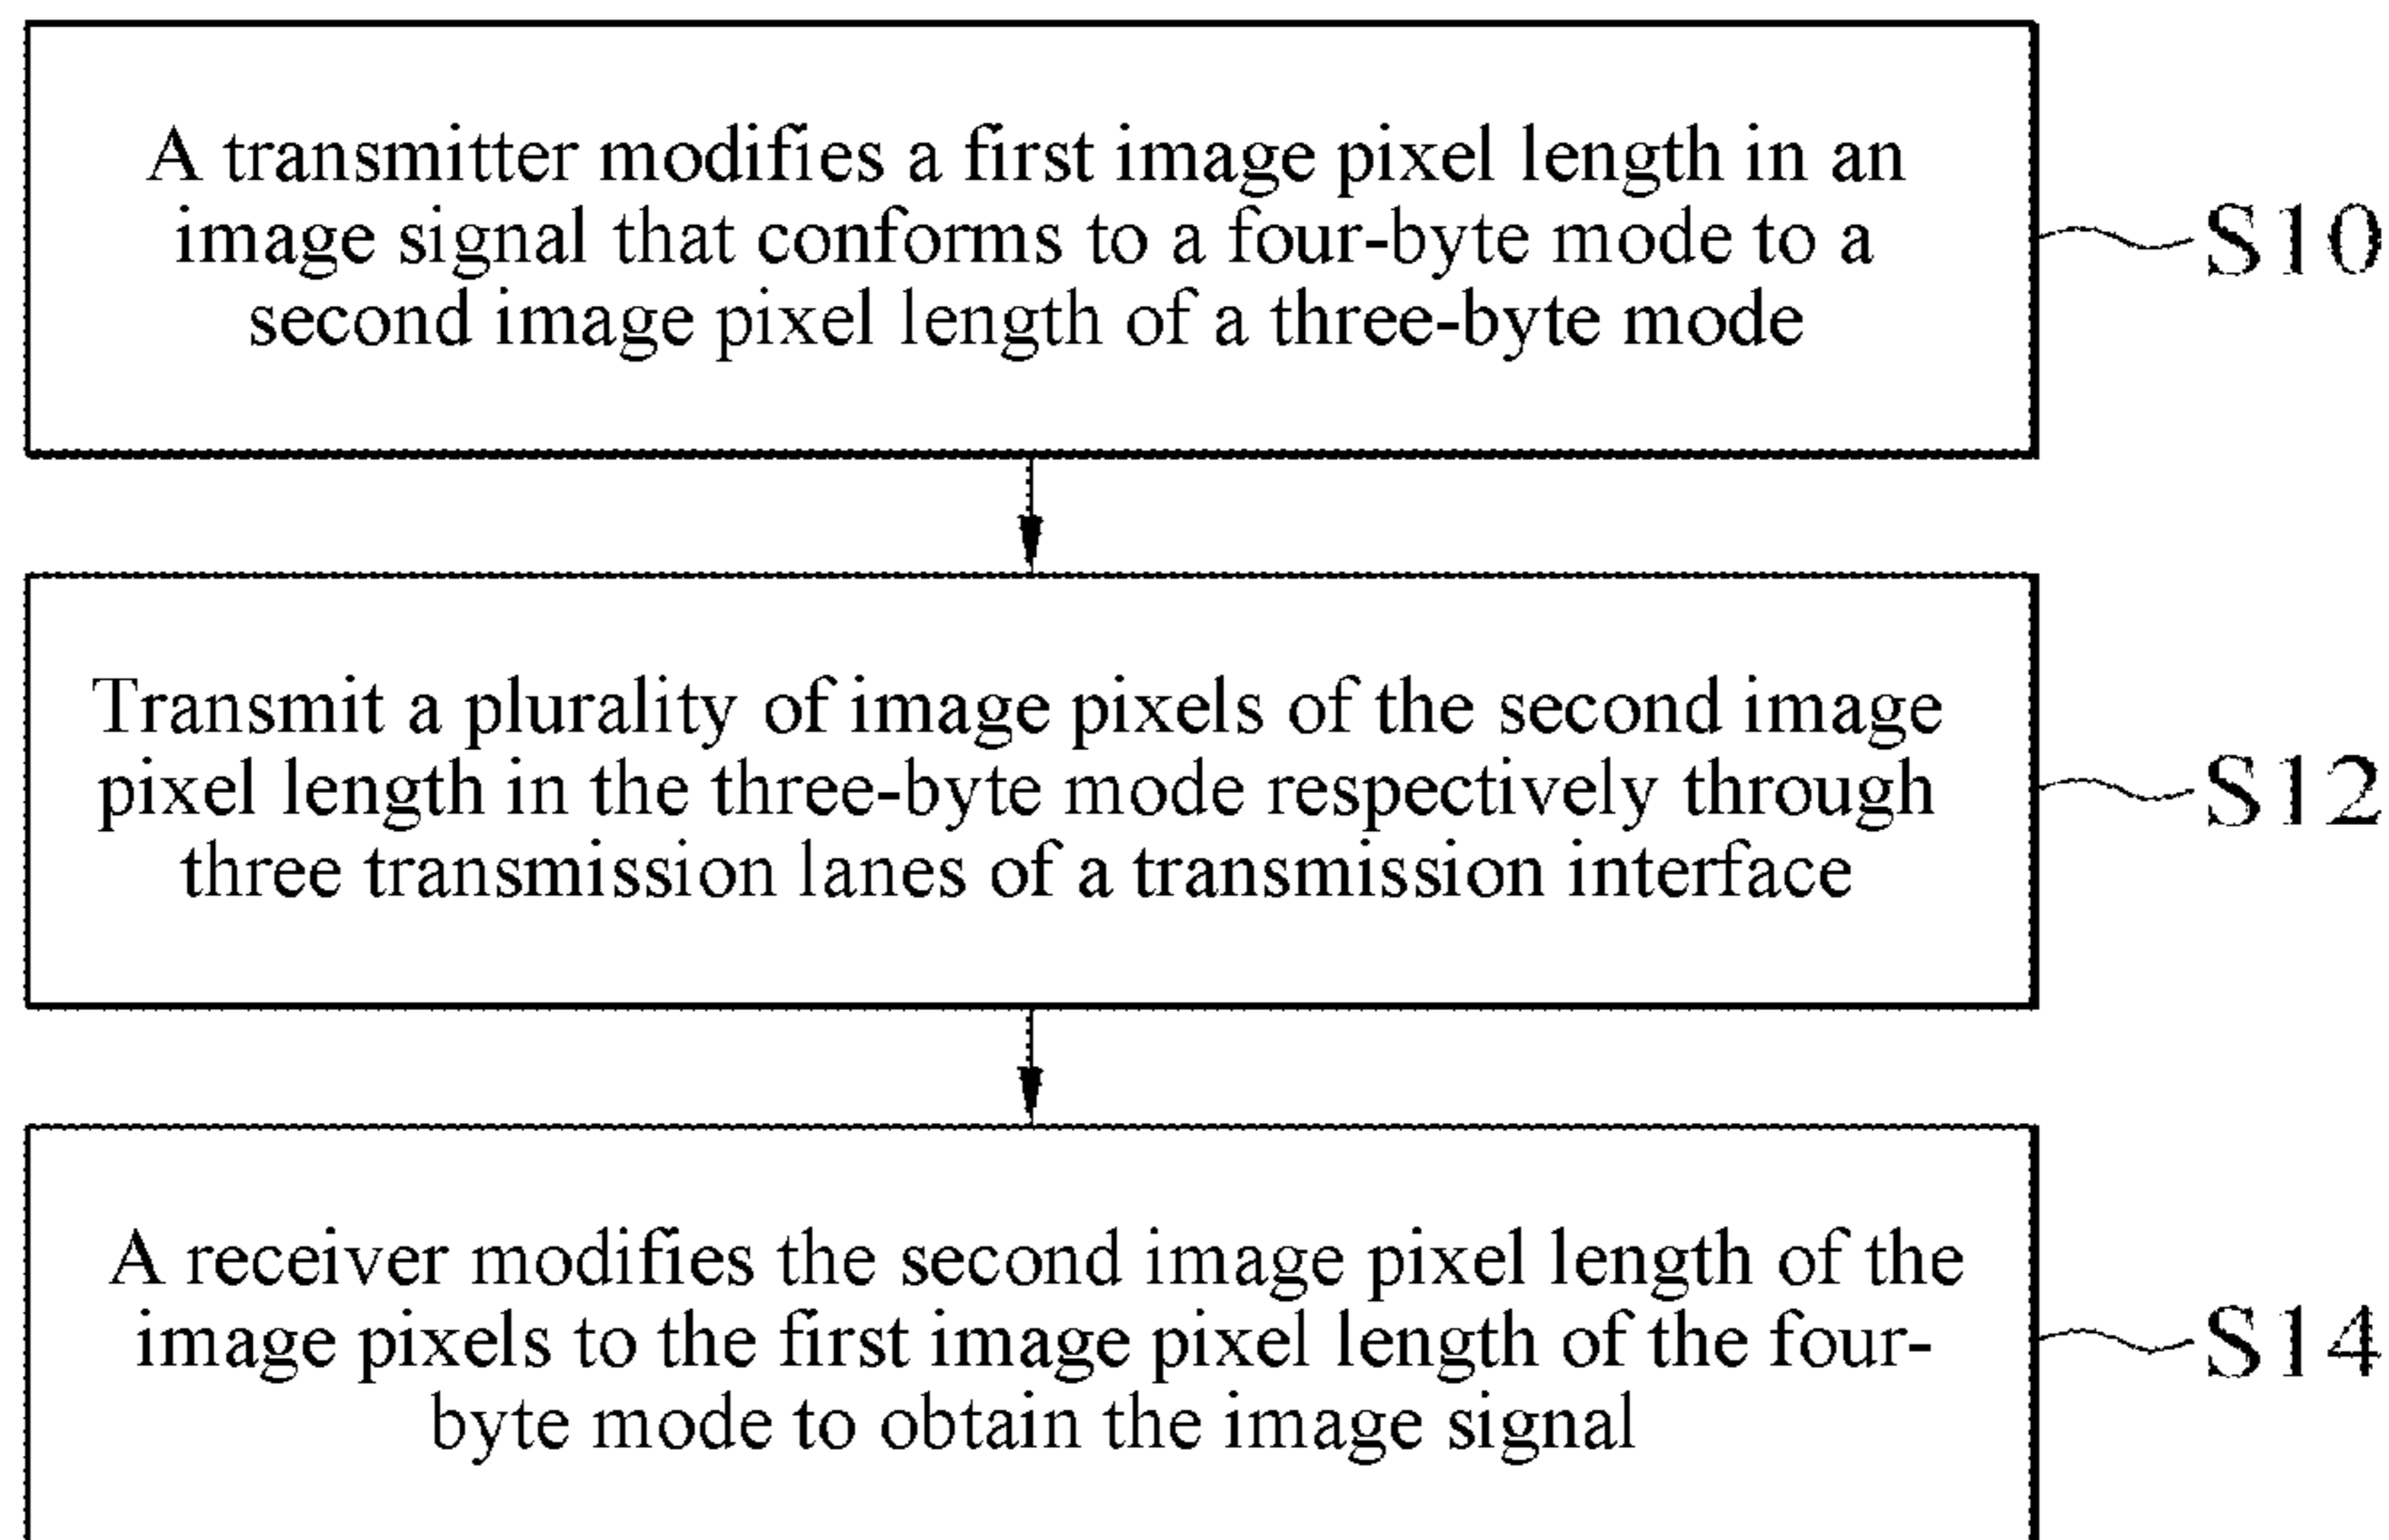 A transmitter modifies a first image pixel length in an
image signal that conforms to a four-byte mode to a
second image pixel length of a three-byte mode
S10
Transmit a plurality of image pixels of the second image
pixel length in the three-byte mode respectively through
three transmission lanes of a transmission interface
S12
A receiver modifies the second image pixel length of the
image pixels to the first image pixel length of the four-
byte mode to obtain the image signal
S14